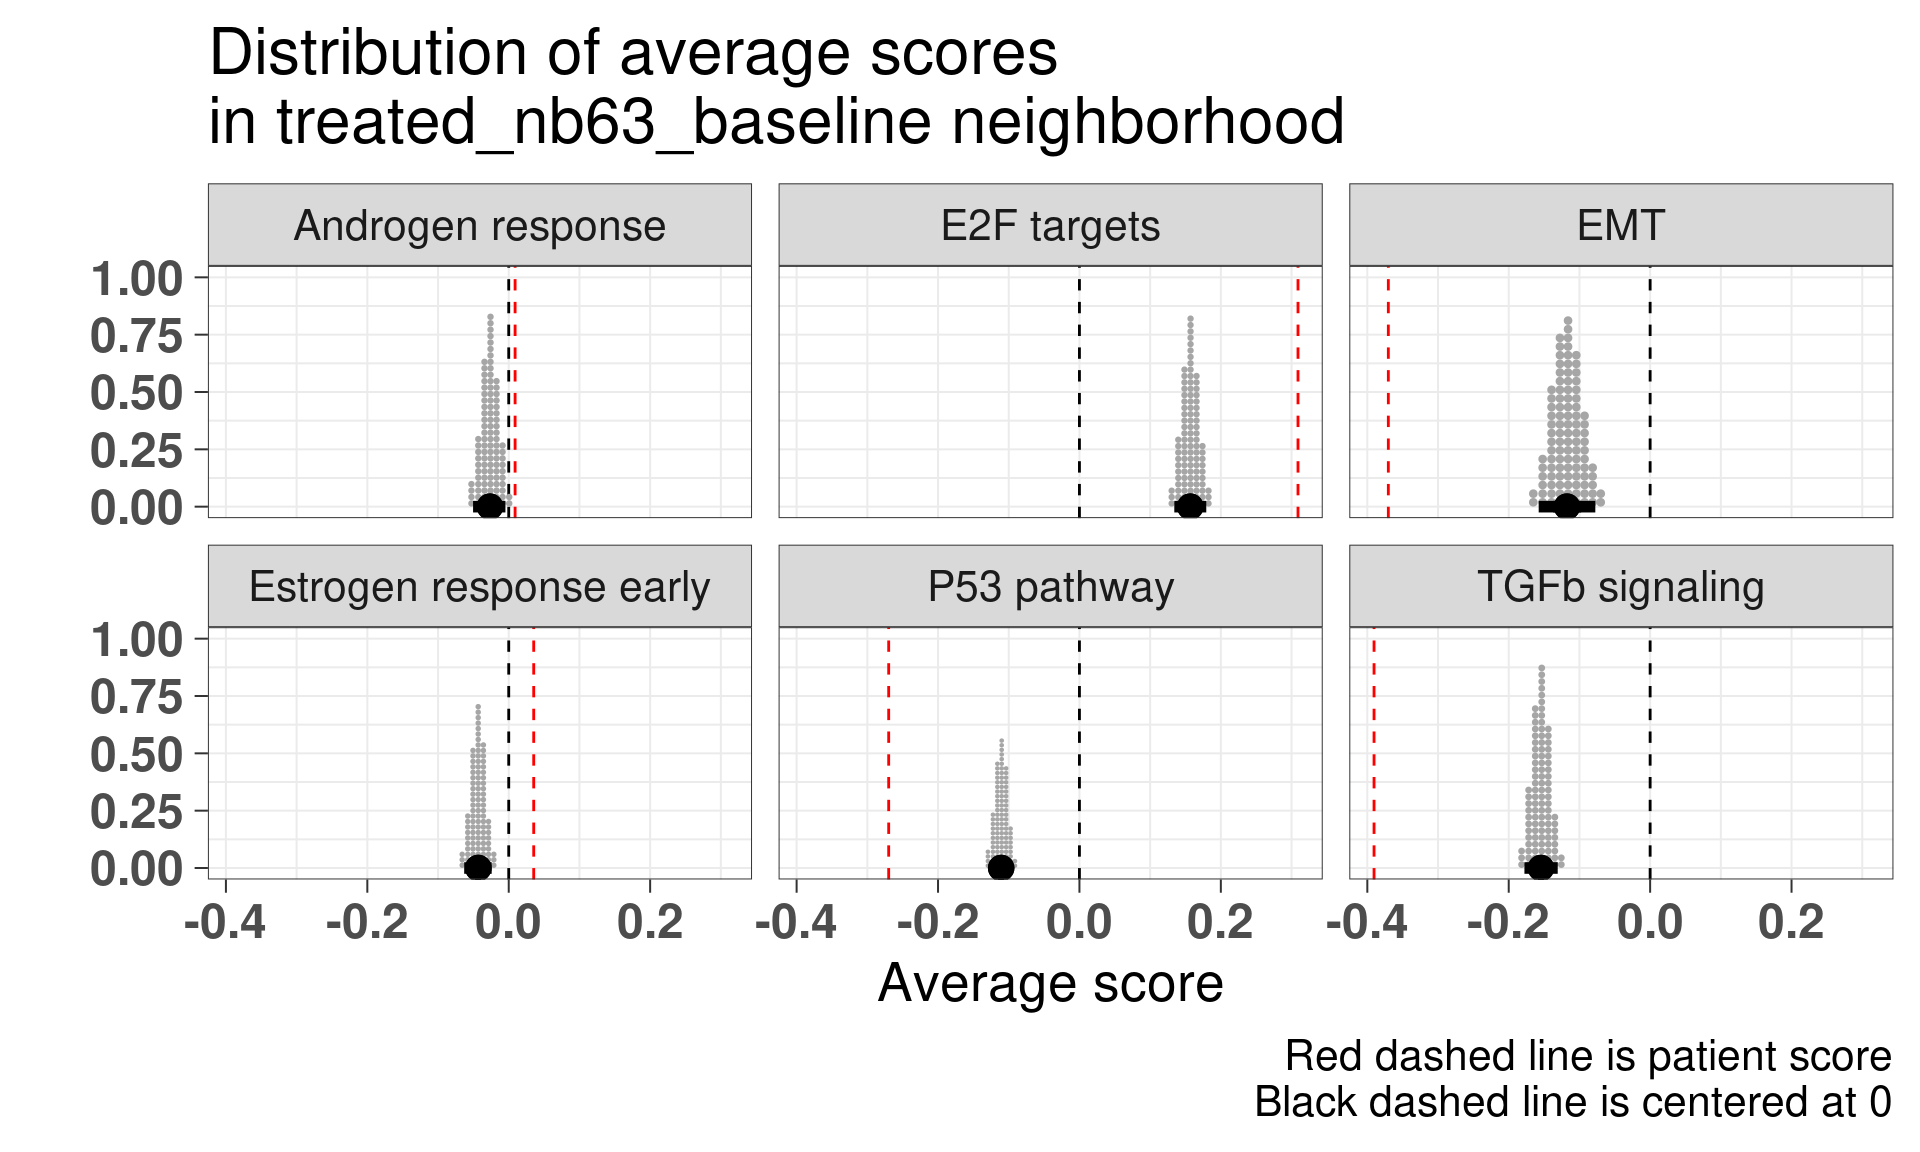 Distribution of average scores
in treated_nb63_baseline neighborhood
Androgen response
E2F targets
EMT
1.00
0.75
0.50
0.25
0.00
Estrogen response early
P53 pathway
TGFb signaling
1.00
0.75
0.50
0.25
0.00
-0.4 -0.2 0.0 0.2
-0.4 -0.2 0.0 0.2
-0.4 -0.2 0.0 0.2
Average score
Red dashed line is patient score
Black dashed line is centered at 0